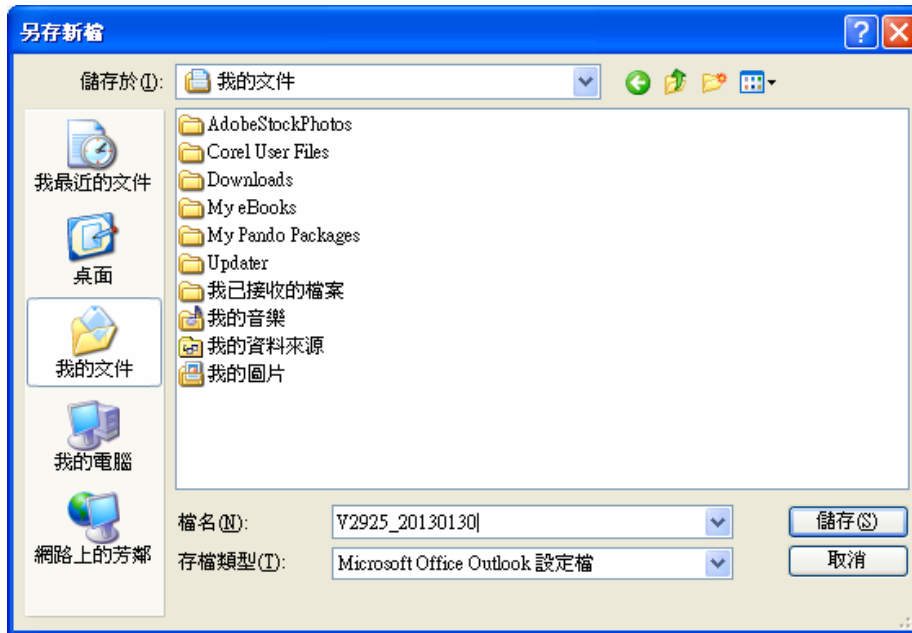 另存新檔
儲存於(I):
我的文件
我最近的文件
桌面
我的文件
我的電腦
網路上的芳鄰
AdobeStockPhotos
Corel User Files
Downloads
My eBooks
My Pando Packages
Updater
我已接收的檔案
我的音樂
我的資料來源
我的圖片
檔名(N):
V2925_20130130
儲存(S)
存檔類型(T):
Microsoft Office Outlook 設定檔
取消